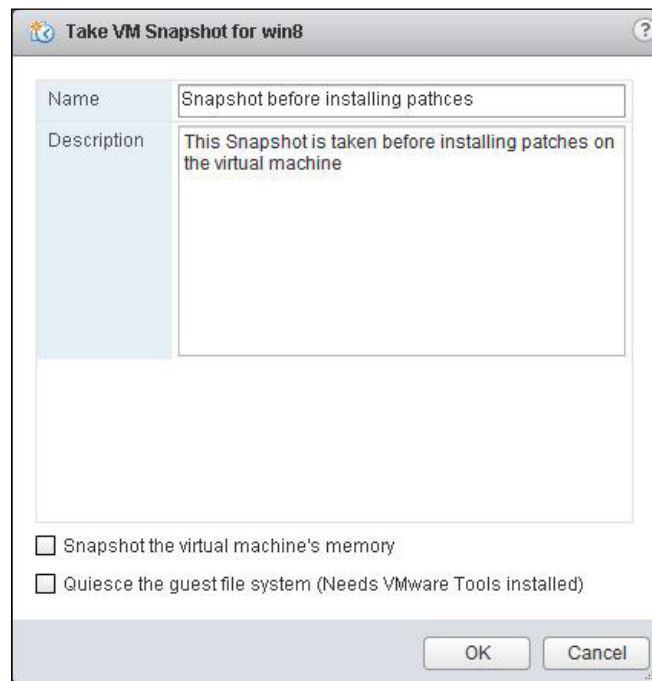 Take VM Snapshot for win8
?
Name
Snapshot before installing pathces
Description
This Snapshot is taken before installing patches on
the virtual machine
Snapshot the virtual machine's memory
Quiesce the guest file system (Needs VMware Tools installed)
OK
Cancel